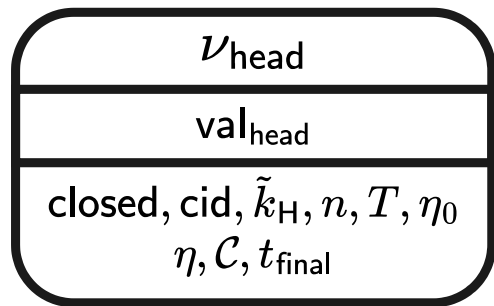 ν_head
val_head
closed, cid, k̃_H, n, T, η_0
η, 𝒞, t_final